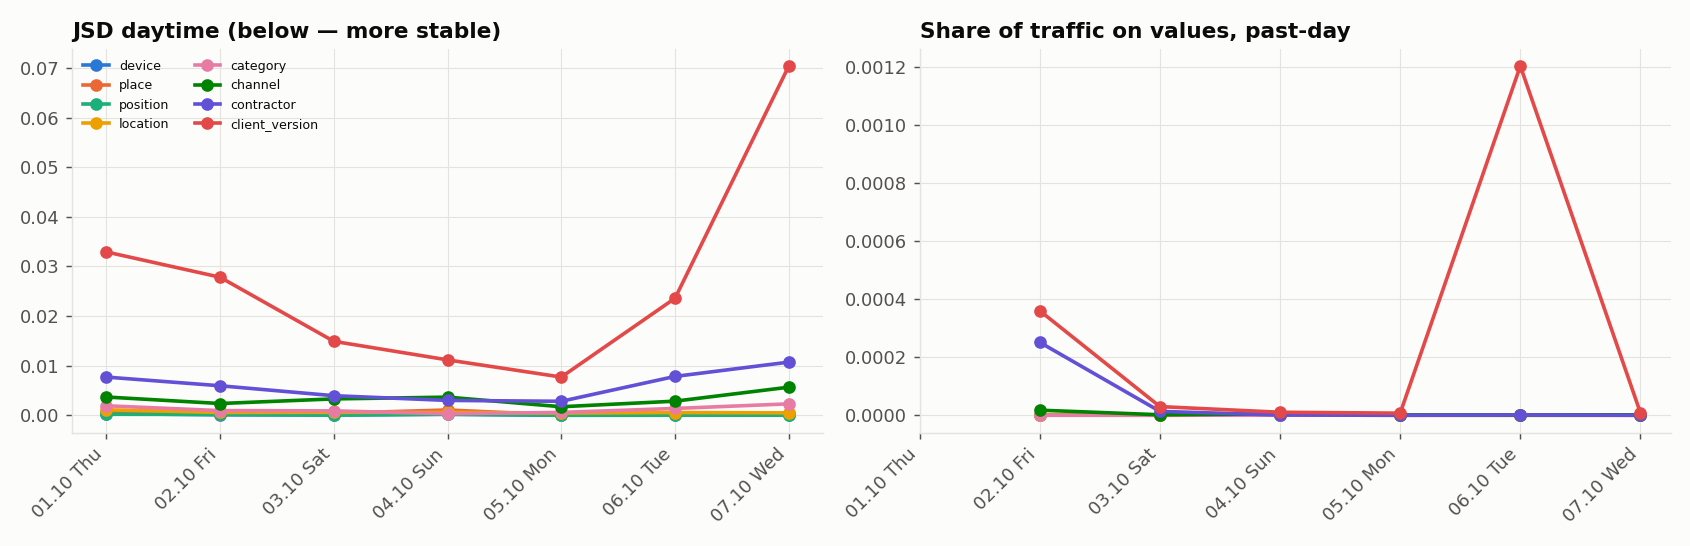 JSD daytime (below — more stable)
0.07
0.06
0.05
0.04
0.03
0.02
0.01
0.00
device
place
position
location
category
channel
contractor
client_version
01.10 Thu
02.10 Fri
03.10 Sat
04.10 Sun
05.10 Mon
06.10 Tue
07.10 Wed
Share of traffic on values, past-day
0.0012
0.0010
0.0008
0.0006
0.0004
0.0002
0.0000
01.10 Thu
02.10 Fri
03.10 Sat
04.10 Sun
05.10 Mon
06.10 Tue
07.10 Wed